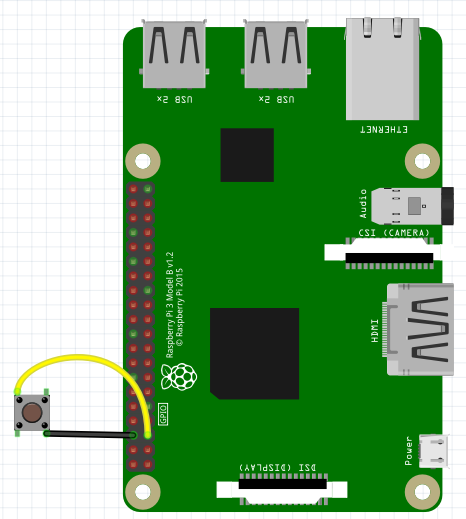 USB 2x
USB 2x
ETHERNET
Audio
CSI (CAMERA)
Raspberry Pi 3 Model B v1.2
© Raspberry Pi 2015
HDMI
GPIO
Power
DSI (DISPLAY)